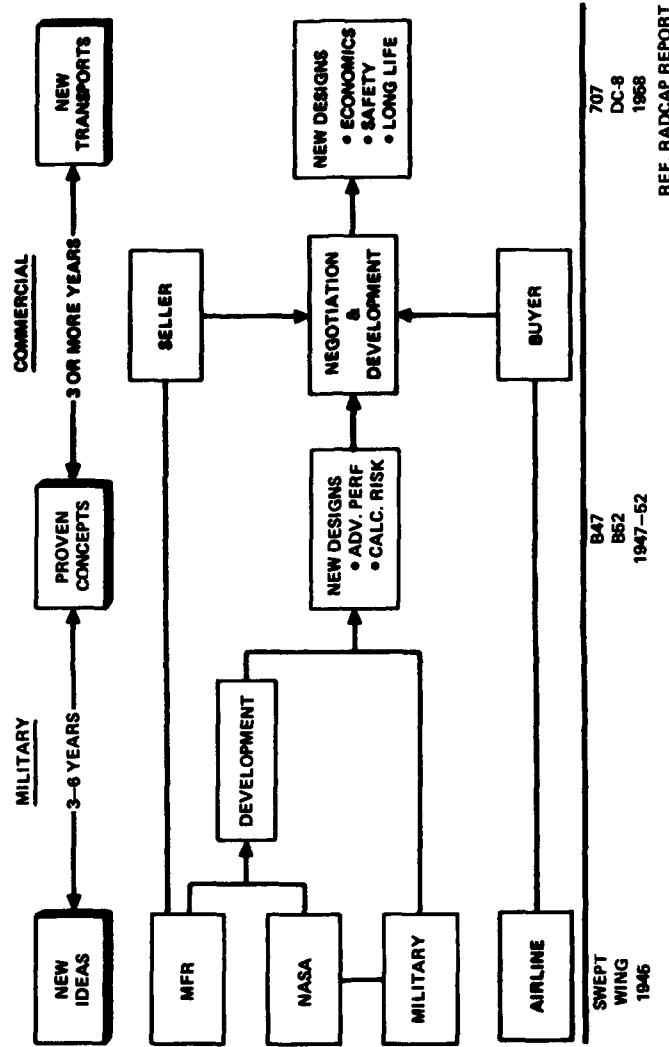 MILITARY
COMMERCIAL
NEW
IDEAS
3–6 YEARS
PROVEN
CONCEPTS
3 OR MORE YEARS
NEW
TRANSPORTS
MFR
SELLER
DEVELOPMENT
NASA
NEW DESIGNS
• ADV. PERF
• CALC. RISK
NEGOTIATION
&
DEVELOPMENT
NEW DESIGNS
• ECONOMICS
• SAFETY
• LONG LIFE
MILITARY
AIRLINE
BUYER
SWEPT
WING
1945
B47
B52
1947–52
707
DC-8
1958
REF. RADCAP REPORT